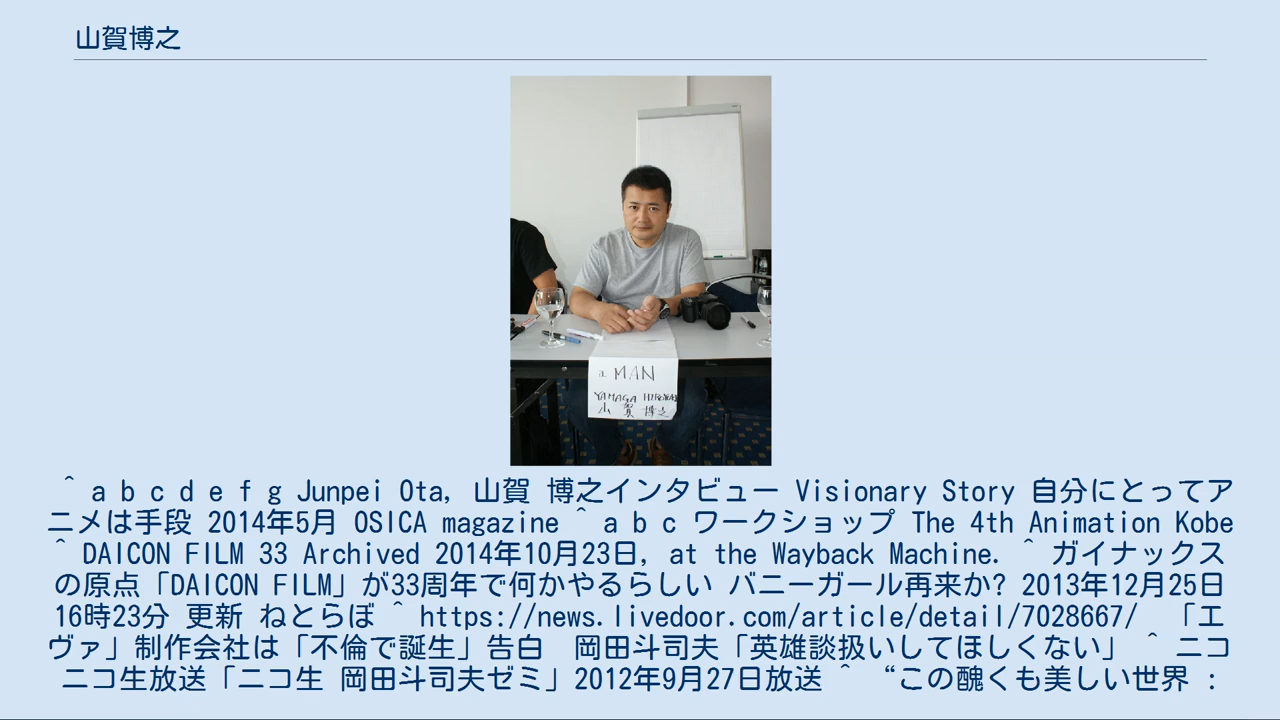 山賀博之
a MAN
YAMAGA HIROYUKI
山 賀 博之
^ a b c d e f g Junpei Ota, 山賀 博之インタビュー Visionary Story 自分にとってア
ニメは手段 2014年5月 OSICA magazine ^ a b c ワークショップ The 4th Animation Kobe
^ DAICON FILM 33 Archived 2014年10月23日, at the Wayback Machine. ^ ガイナックス
の原点「DAICON FILM」が33周年で何かやるらしい バニーガール再来か? 2013年12月25日
16時23分 更新 ねとらぼ ^ https://news.livedoor.com/article/detail/7028667/ 「エ
ヴァ」制作会社は「不倫で誕生」告白 岡田斗司夫「英雄談扱いしてほしくない」 ^ ニコ
ニコ生放送「ニコ生 岡田斗司夫ゼミ」2012年9月27日放送 ^ “この醜くも美しい世界 :